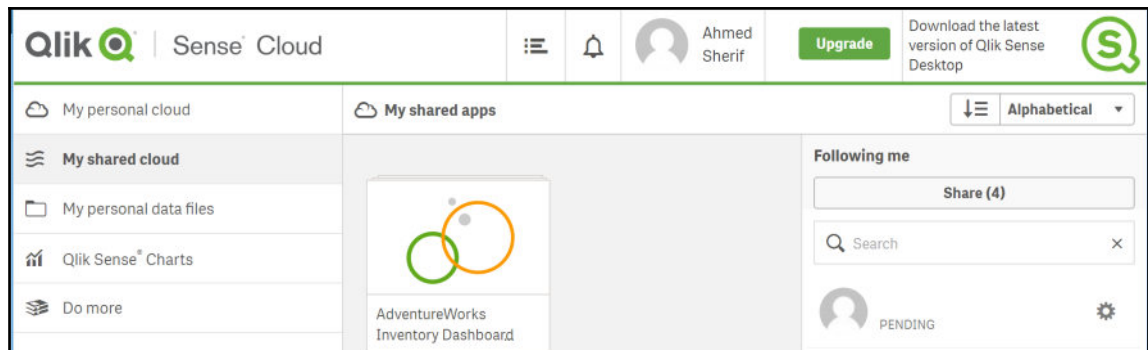 Qlik Sense® Cloud
Ahmed
Sherif
Upgrade
Download the latest
version of Qlik Sense
Desktop
S
My personal cloud
My shared cloud
My personal data files
Qlik Sense® Charts
Do more
My shared apps
Alphabetical
AdventureWorks
Inventory Dashboard
Following me
Share (4)
Search
PENDING